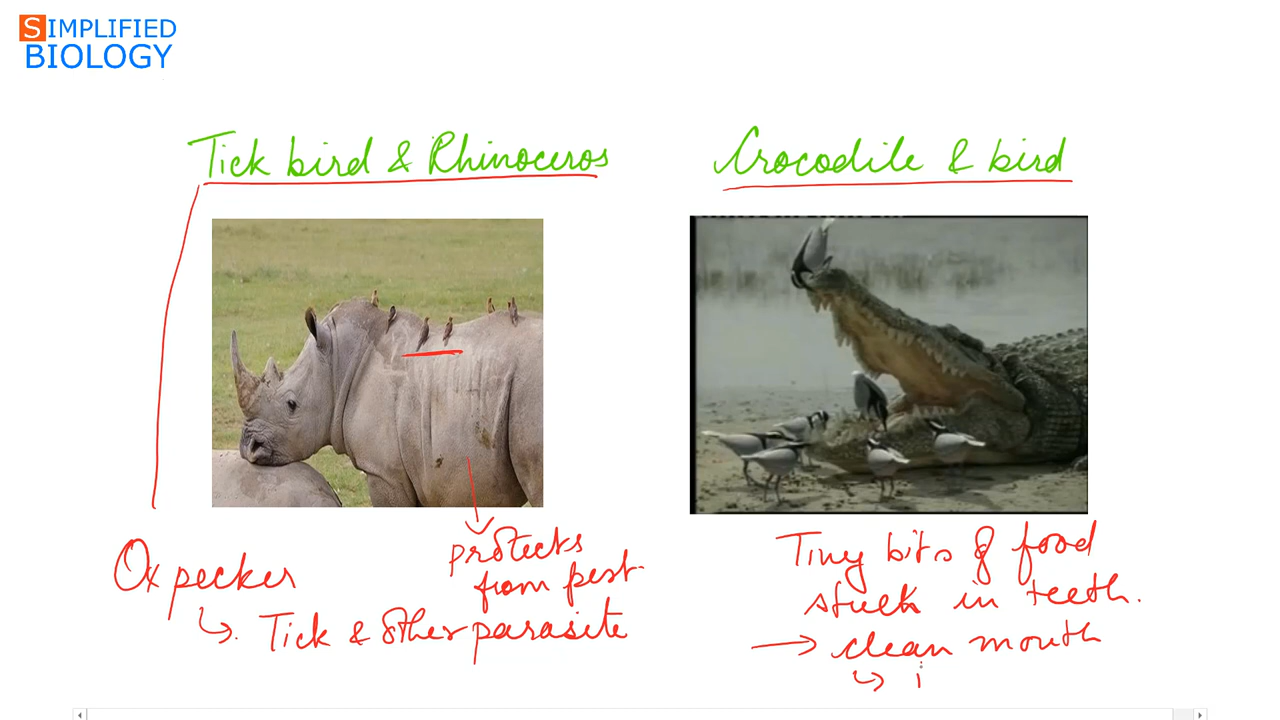 SIMPLIFIED
BIOLOGY
Tick bird & Rhinoceros
Crocodile & bird
Ox pecker
Tick & other parasite
protects
from pest.
Tiny bits of food
stuck in teeth.
→ clean mouth